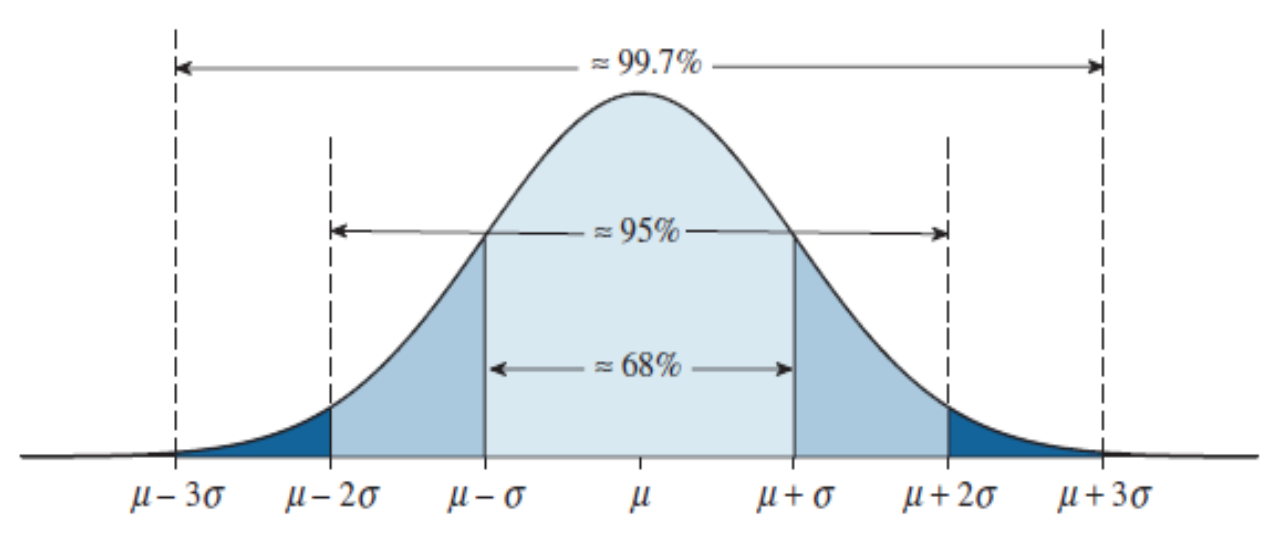 ≈ 99.7%
≈ 95%
≈ 68%
μ – 3σ μ – 2σ μ – σ μ μ + σ μ + 2σ μ + 3σ